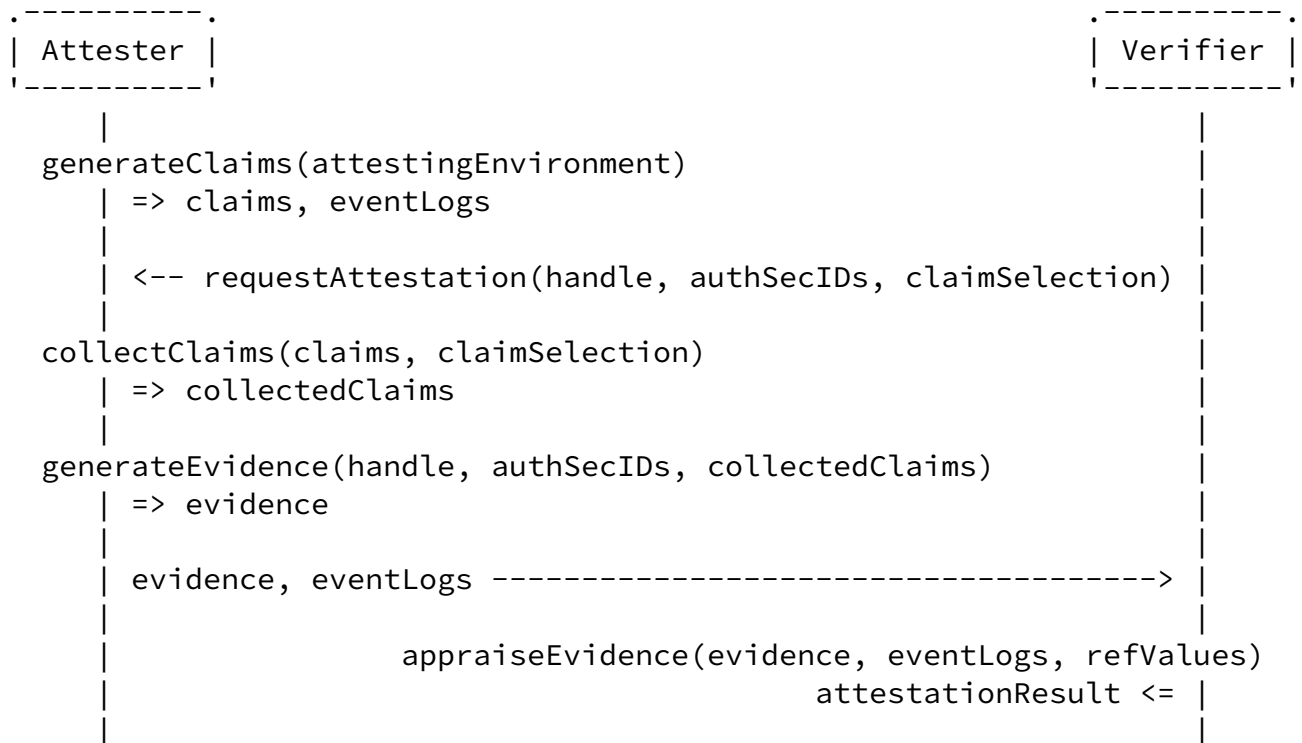 .----------.                                                .----------.
| Attester |                                                | Verifier |
'----------'                                                '----------'
     |                                                            |
  generateClaims(attestingEnvironment)                            |
     | => claims, eventLogs                                       |
     |                                                            |
     | <-- requestAttestation(handle, authSecIDs, claimSelection) |
     |                                                            |
  collectClaims(claims, claimSelection)                           |
     | => collectedClaims                                         |
     |                                                            |
  generateEvidence(handle, authSecIDs, collectedClaims)           |
     | => evidence                                                |
     |                                                            |
     | evidence, eventLogs -------------------------------------> |
     |                                                            |
     |                appraiseEvidence(evidence, eventLogs, refValues)
     |                                       attestationResult <= |
     |                                                            |